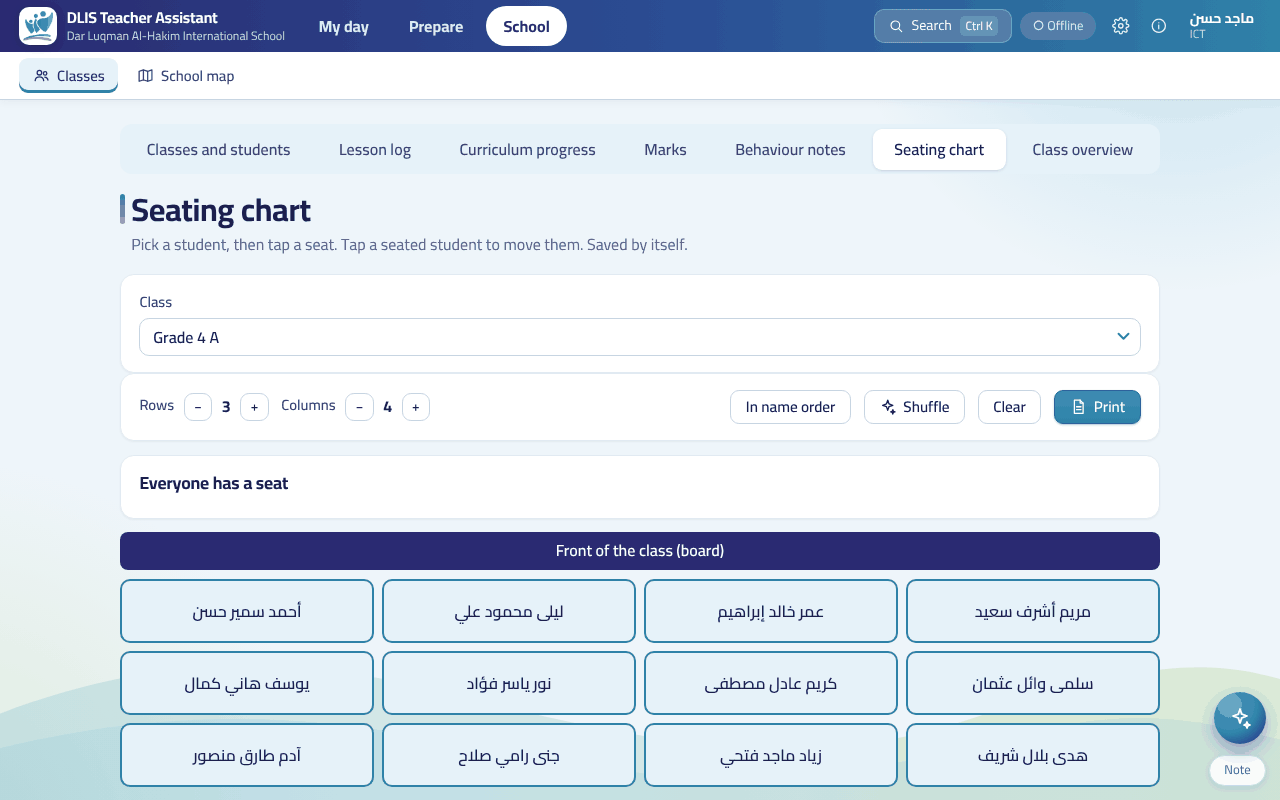 DLIS Teacher Assistant
Dar Luqman Al-Hakim International School
My day
Prepare
School
Search Ctrl K
Offline
ماجد حسن
ICT
Classes
School map
Classes and students
Lesson log
Curriculum progress
Marks
Behaviour notes
Seating chart
Class overview
Seating chart
Pick a student, then tap a seat. Tap a seated student to move them. Saved by itself.
Class
Grade 4 A
Rows − 3 + Columns − 4 +
In name order
Shuffle
Clear
Print
Everyone has a seat
Front of the class (board)
أحمد سمير حسن
ليلى محمود علي
عمر خالد إبراهيم
مريم أشرف سعيد
يوسف هاني كمال
نور ياسر فؤاد
كريم عادل مصطفى
سلمى وائل عثمان
آدم طارق منصور
جنى رامي صلاح
زياد ماجد فتحي
هدى بلال شريف
Note